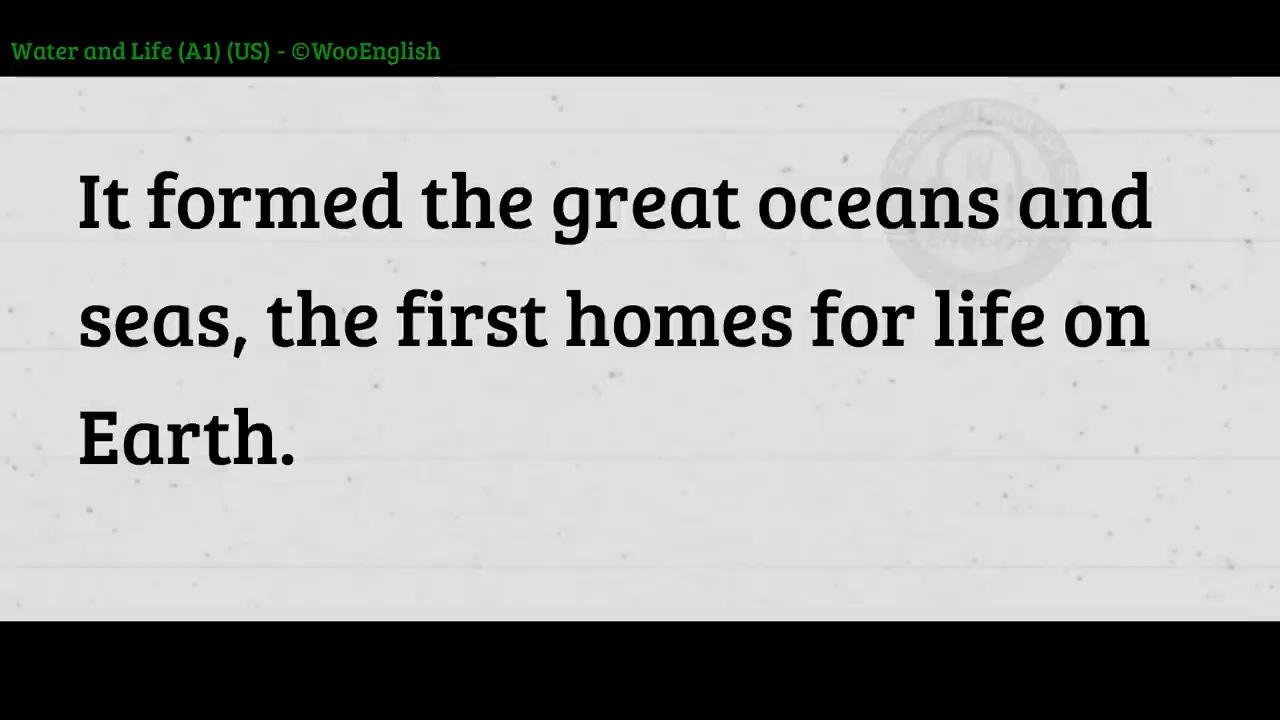 Water and Life (A1) (US) - ©WooEnglish
It formed the great oceans and
seas, the first homes for life on
Earth.